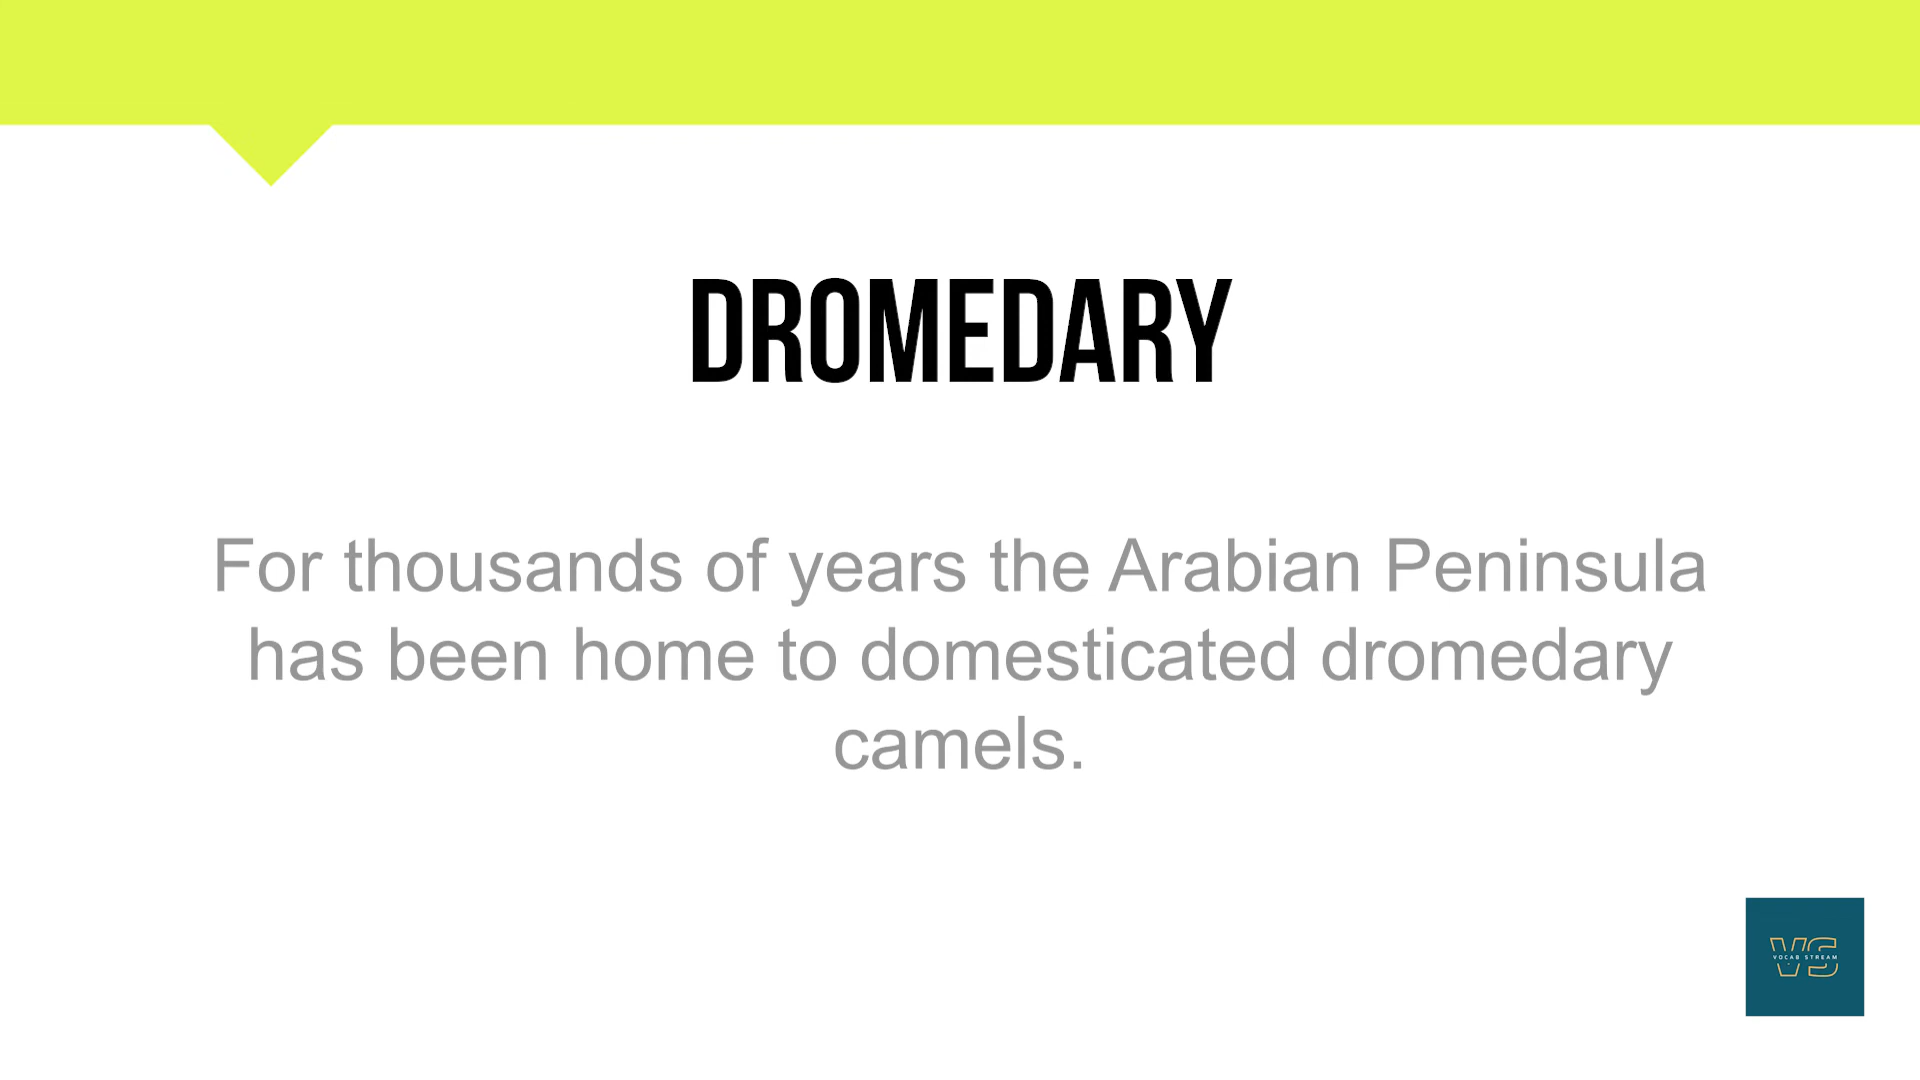 DROMEDARY
For thousands of years the Arabian Peninsula
has been home to domesticated dromedary
camels.
VS
VOCAB STREAM